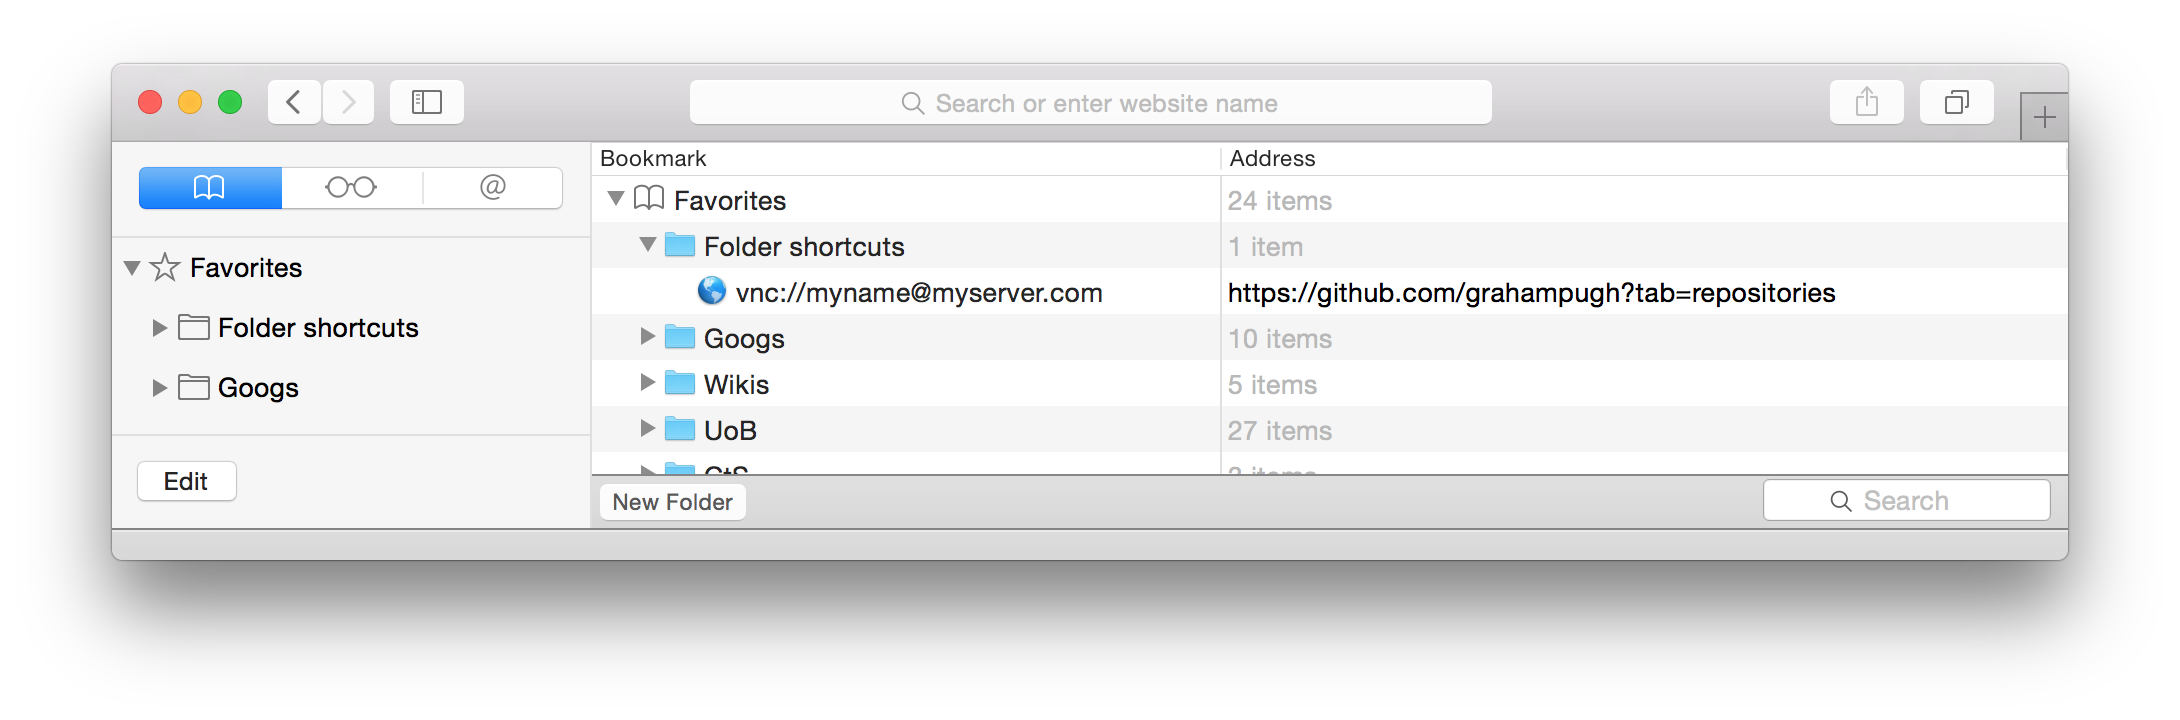 Search or enter website name
Favorites
Folder shortcuts
Googs
Edit
Bookmark Address
Favorites 24 items
Folder shortcuts 1 item
vnc://myname@myserver.com https://github.com/grahampugh?tab=repositories
Googs 10 items
Wikis 5 items
UoB 27 items
items
New Folder Search